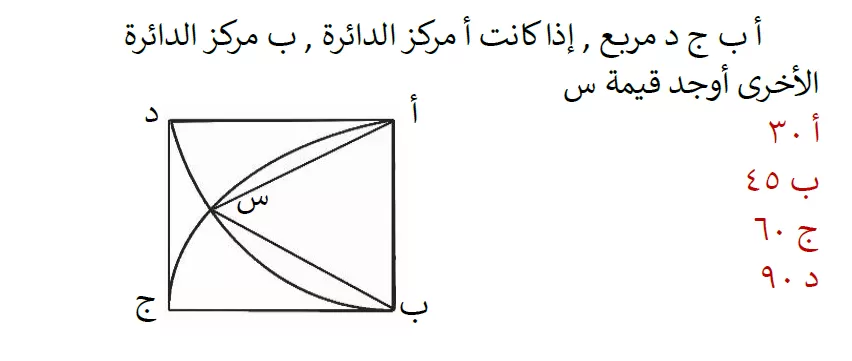 أ ب ج د مربع , إذا كانت أ مركز الدائرة , ب مركز الدائرة
الأخرى أوجد قيمة س
أ ٣٠
ب ٤٥
ج ٦٠
د ٩٠
أ
د
س
ب
ج